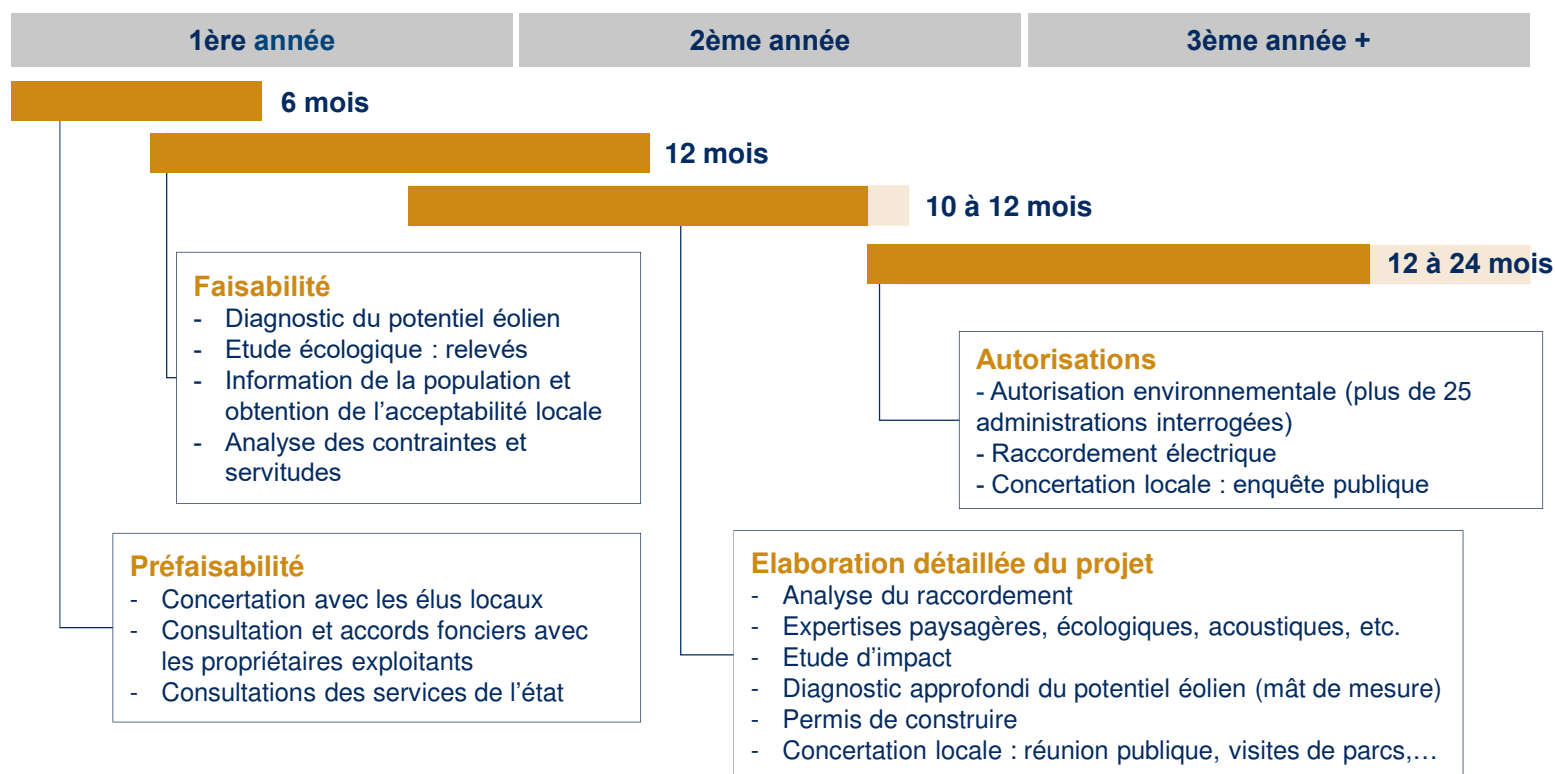 1ère année
2ème année
3ème année +
6 mois
12 mois
10 à 12 mois
12 à 24 mois
Faisabilité
- Diagnostic du potentiel éolien
- Etude écologique : relevés
- Information de la population et
obtention de l’acceptabilité locale
- Analyse des contraintes et
servitudes
Autorisations
- Autorisation environnementale (plus de 25
administrations interrogées)
- Raccordement électrique
- Concertation locale : enquête publique
Préfaisabilité
- Concertation avec les élus locaux
- Consultation et accords fonciers avec
les propriétaires exploitants
- Consultations des services de l’état
Elaboration détaillée du projet
- Analyse du raccordement
- Expertises paysagères, écologiques, acoustiques, etc.
- Etude d’impact
- Diagnostic approfondi du potentiel éolien (mât de mesure)
- Permis de construire
- Concertation locale : réunion publique, visites de parcs,…